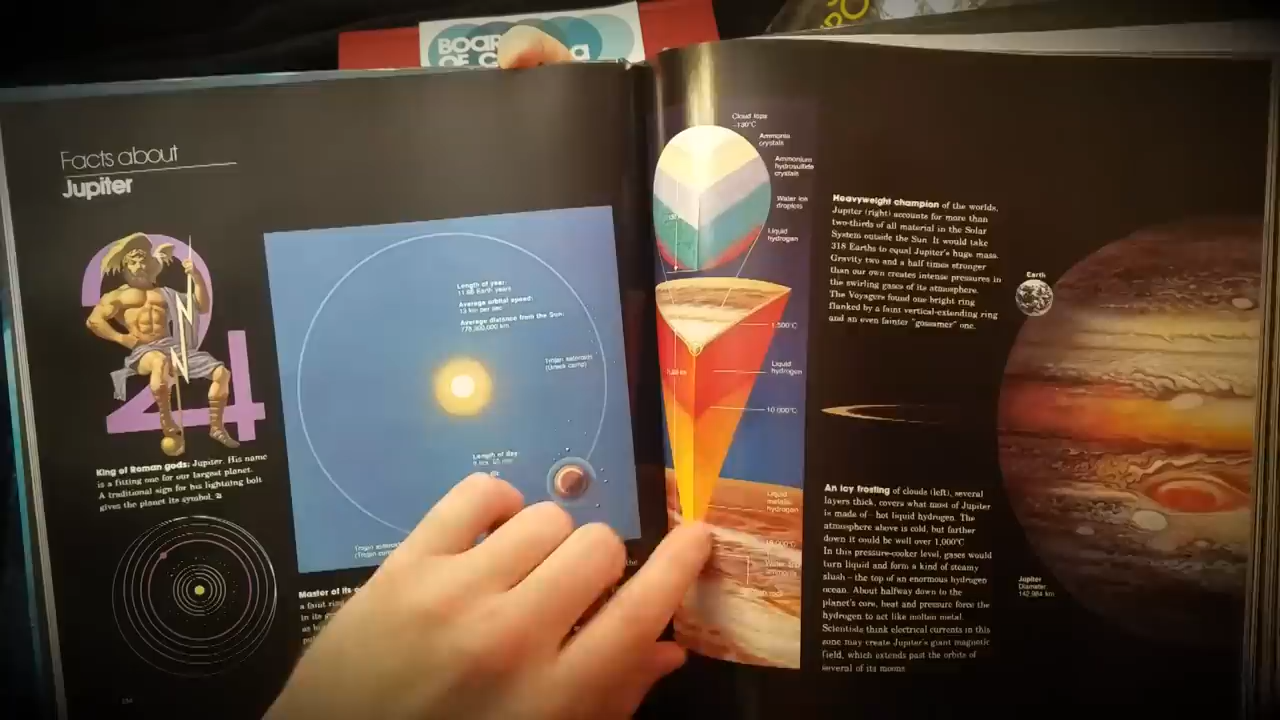 BOAR
OF C
a
Facts about
Jupiter
King of Roman gods: Jupiter. His name
is a fitting one for our largest planet.
A traditional sign for his lightning bolt
gives the planet its symbol, ♃
Length of year:
11.86 Earth years
Average orbital speed:
13 km per sec
Average distance from the Sun:
778,300,000 km
Trojan asteroids
(Greek camp)
Length of day:
Trojan asteroids
Master of its
a faint ring
in its
the
Cloud tops
-130°C
Ammonia
crystals
Ammonium
hydrosulfide
crystals
Water ice
droplets
Liquid
hydrogen
1,500°C
Liquid
hydrogen
10,000°C
Liquid
metallic
hydrogen
Heavyweight champion of the worlds,
Jupiter (right) accounts for more than
two-thirds of all material in the Solar
System outside the Sun. It would take
318 Earths to equal Jupiter's huge mass.
Gravity two and a half times stronger
than our own creates intense pressures in
the swirling gases of its atmosphere.
The Voyagers found one bright ring
flanked by a faint vertical-extending ring
and an even fainter "gossamer" one.
Earth
An icy frosting of clouds (left), several
layers thick, covers what most of Jupiter
is made of – hot liquid hydrogen. The
atmosphere above is cold, but farther
down it could be well over 1,000°C
In this pressure-cooker level, gases would
turn liquid and form a kind of steamy
slush – the top of an enormous hydrogen
ocean. About halfway down to the
planet's core, heat and pressure force the
hydrogen to act like molten metal.
Scientists think electrical currents in this
zone may create Jupiter's giant magnetic
field, which extends past the orbits of
several of its moons.
Jupiter
Diameter:
142,984 km